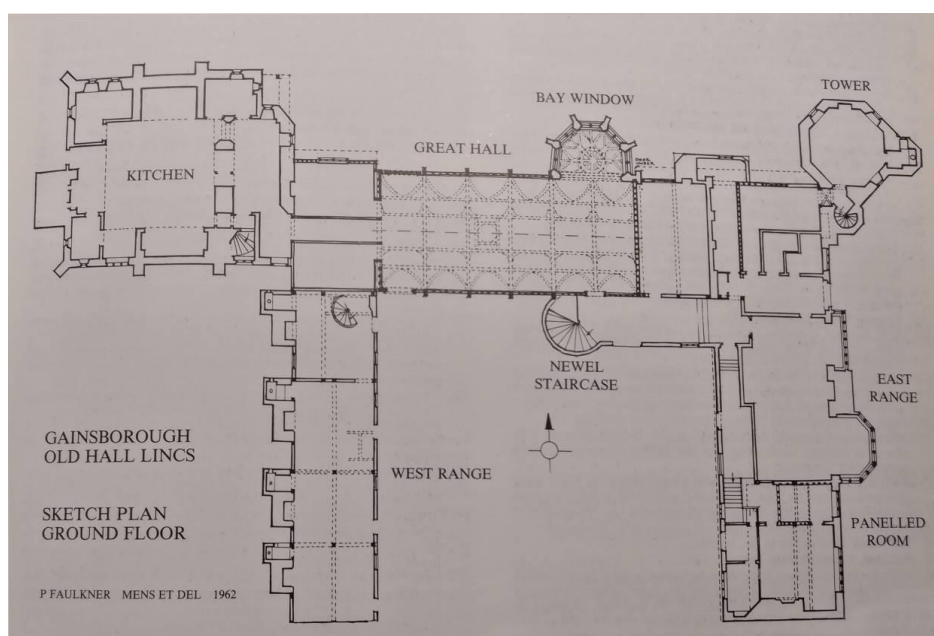 TOWER
BAY WINDOW
GREAT HALL
KITCHEN
NEWEL
STAIRCASE
EAST
RANGE
GAINSBOROUGH
OLD HALL LINCS
WEST RANGE
SKETCH PLAN
GROUND FLOOR
PANELLED
ROOM
P FAULKNER MENS ET DEL 1962